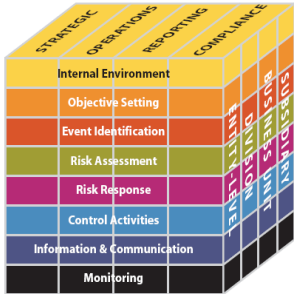 STRATEGIC
OPERATIONS
REPORTING
COMPLIANCE
Internal Environment
Objective Setting
Event Identification
Risk Assessment
Risk Response
Control Activities
Information & Communication
Monitoring
ENTITY-LEVEL
DIVISION
BUSINESS UNIT
SUBSIDIARY